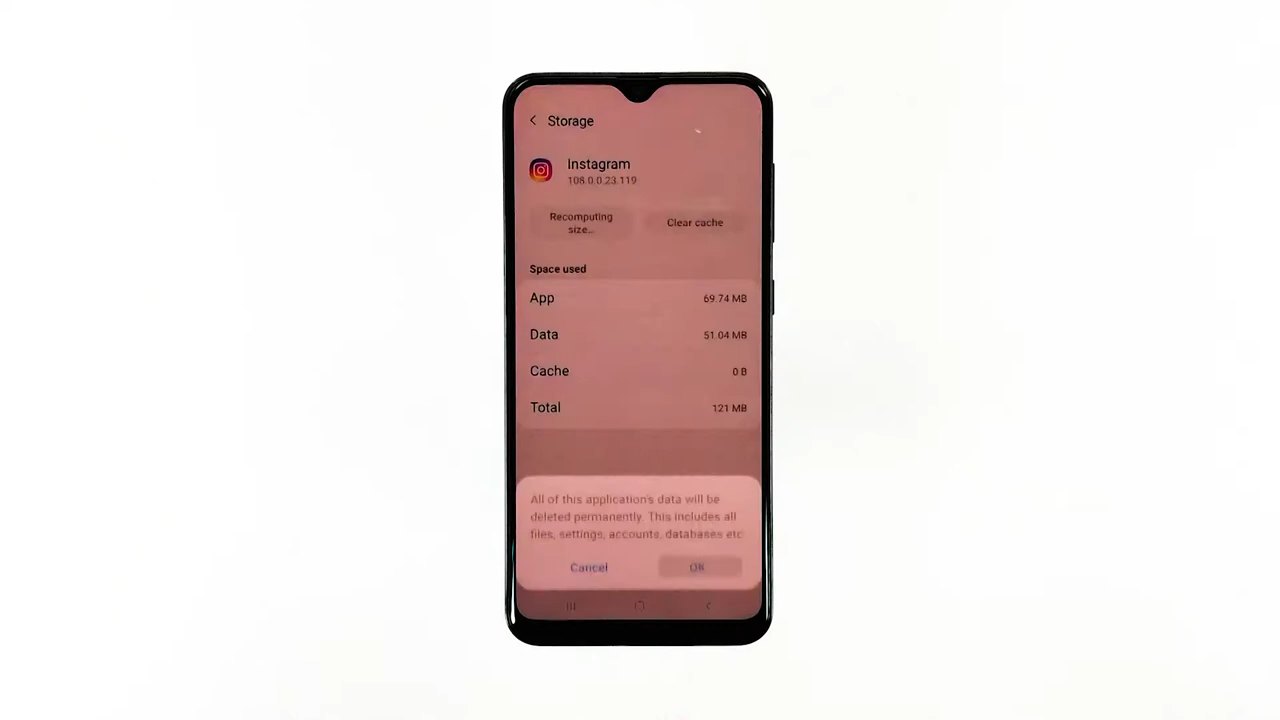 Storage
Instagram
108.0.0.23.119
Recomputing
size...
Clear cache
Space used
App 69.74 MB
Data 51.04 MB
Cache 0 B
Total 121 MB
All of this application's data will be
deleted permanently. This includes all
files, settings, accounts, databases etc
Cancel OK